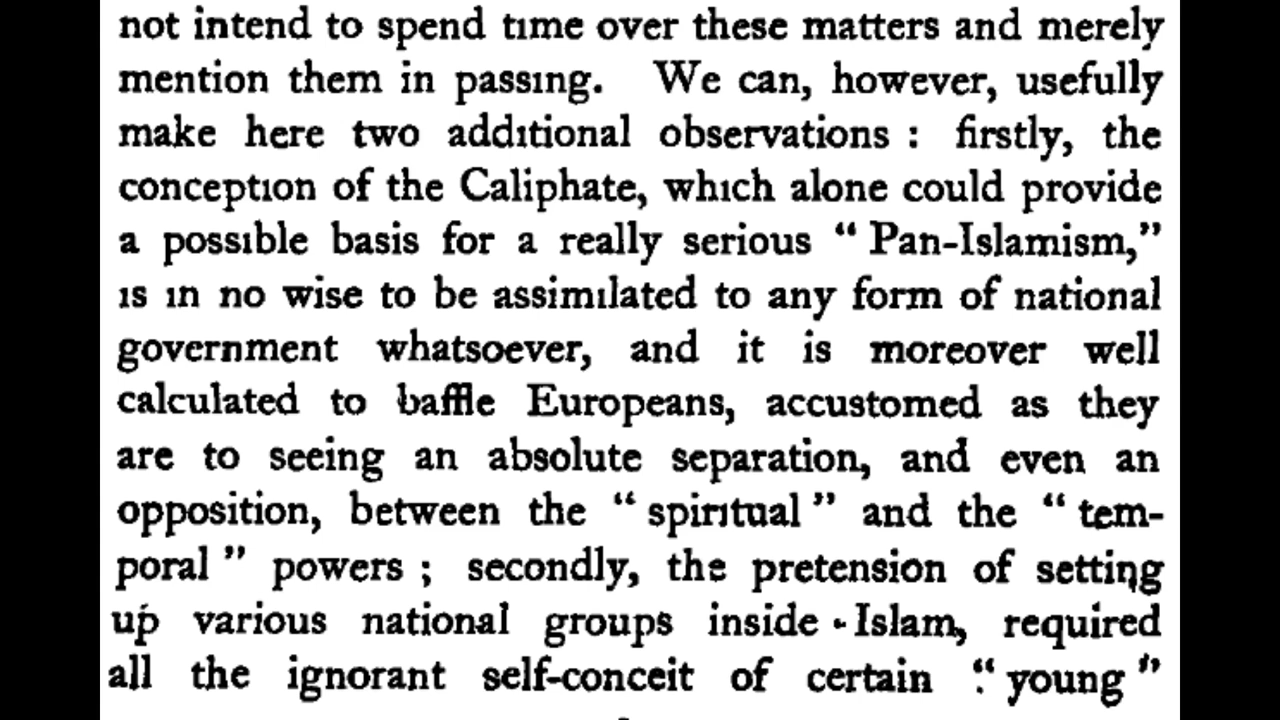 not intend to spend time over these matters and merely
mention them in passing. We can, however, usefully
make here two additional observations : firstly, the
conception of the Caliphate, which alone could provide
a possible basis for a really serious “ Pan-Islamism,”
is in no wise to be assimilated to any form of national
government whatsoever, and it is moreover well
calculated to baffle Europeans, accustomed as they
are to seeing an absolute separation, and even an
opposition, between the “ spiritual ” and the “ tem-
poral ” powers ; secondly, the pretension of setting
up various national groups inside Islam, required
all the ignorant self-conceit of certain “ young ”